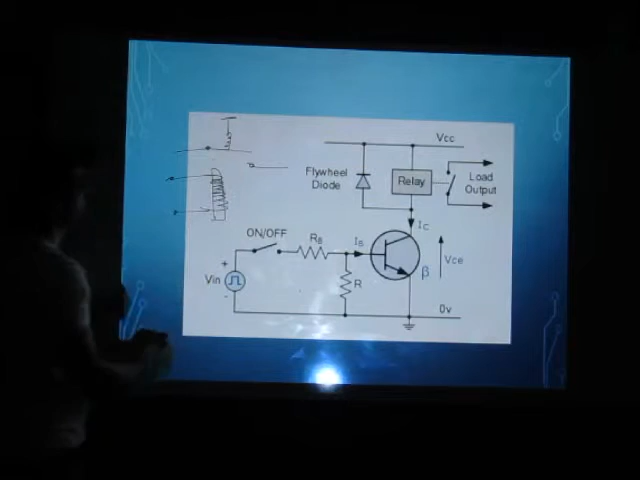 Vcc
Flywheel
Diode
Relay
Load
Output
ON/OFF
RB
IB
IC
Vce
β
+
Vin
-
R
0v